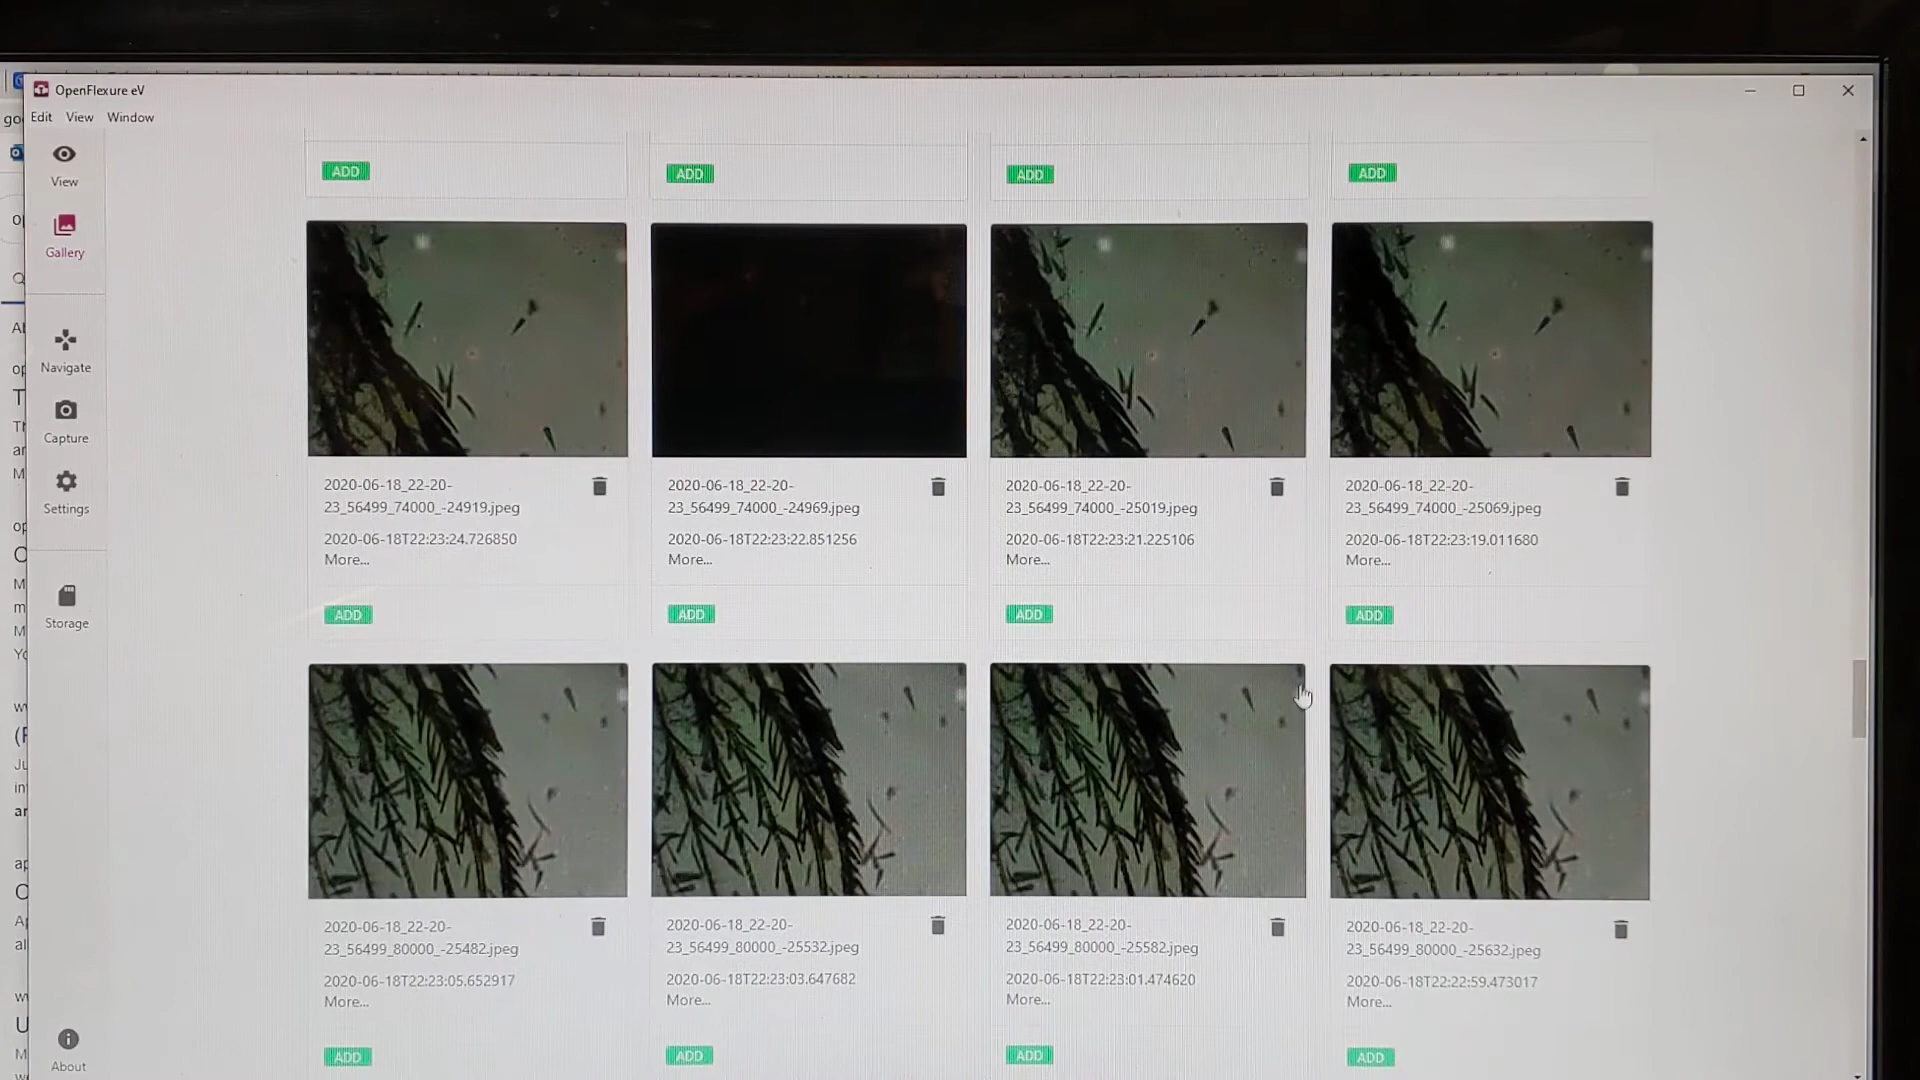 OpenFlexure eV
Edit View Window
View
Gallery
Navigate
Capture
Settings
Storage
About
ADD ADD ADD ADD
2020-06-18_22-20-
23_56499_74000_-24919.jpeg
2020-06-18T22:23:24.726850
More...
ADD
2020-06-18_22-20-
23_56499_74000_-24969.jpeg
2020-06-18T22:23:22.851256
More...
ADD
2020-06-18_22-20-
23_56499_74000_-25019.jpeg
2020-06-18T22:23:21.225106
More...
ADD
2020-06-18_22-20-
23_56499_74000_-25069.jpeg
2020-06-18T22:23:19.011680
More...
ADD
2020-06-18_22-20-
23_56499_80000_-25482.jpeg
2020-06-18T22:23:05.652917
More...
ADD
2020-06-18_22-20-
23_56499_80000_-25532.jpeg
2020-06-18T22:23:03.647682
More...
ADD
2020-06-18_22-20-
23_56499_80000_-25582.jpeg
2020-06-18T22:23:01.474620
More...
ADD
2020-06-18_22-20-
23_56499_80000_-25632.jpeg
2020-06-18T22:22:59.473017
More...
ADD